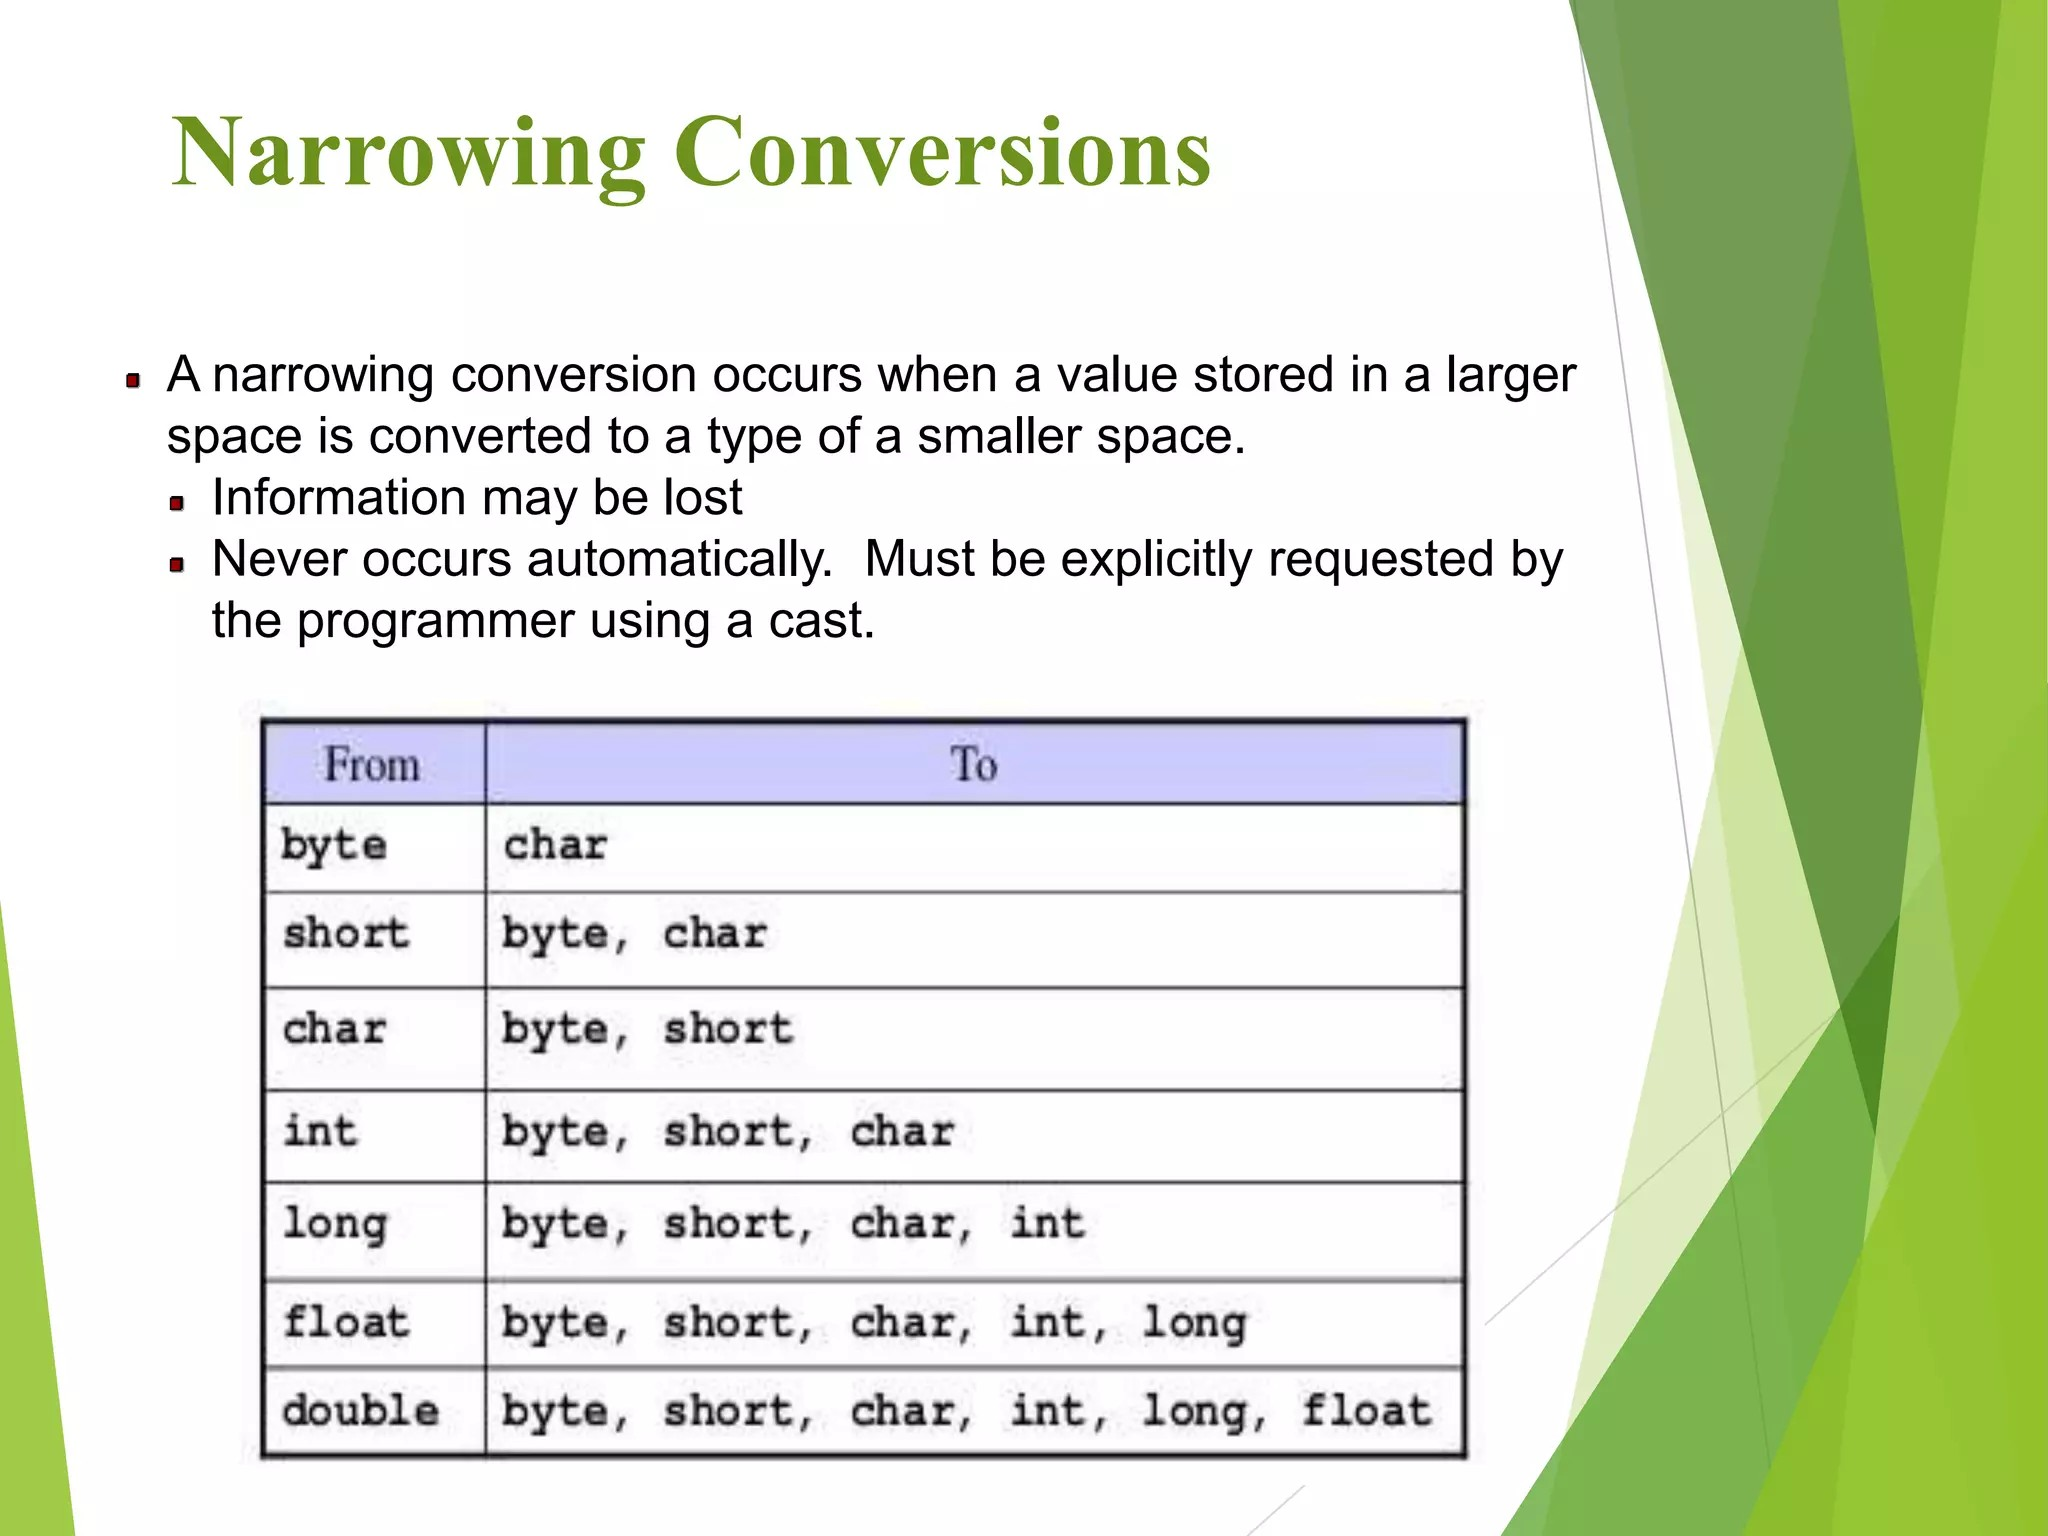 Narrowing Conversions
A narrowing conversion occurs when a value stored in a larger
space is converted to a type of a smaller space.
Information may be lost
Never occurs automatically.  Must be explicitly requested by
the programmer using a cast.
From To
byte char
short byte, char
char byte, short
int byte, short, char
long byte, short, char, int
float byte, short, char, int, long
double byte, short, char, int, long, float